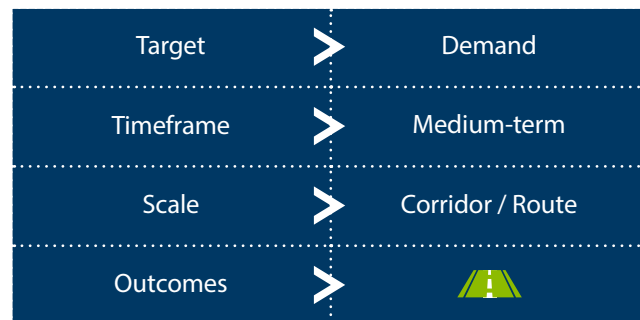 Target Demand
Timeframe Medium-term
Scale Corridor / Route
Outcomes